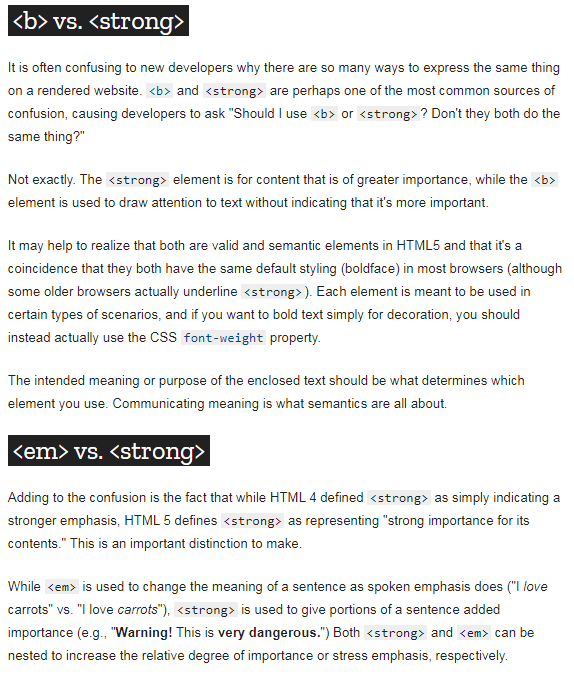 <b> vs. <strong>
It is often confusing to new developers why there are so many ways to express the same thing
on a rendered website. <b> and <strong> are perhaps one of the most common sources of
confusion, causing developers to ask "Should I use <b> or <strong>? Don't they both do the
same thing?"
Not exactly. The <strong> element is for content that is of greater importance, while the <b>
element is used to draw attention to text without indicating that it's more important.
It may help to realize that both are valid and semantic elements in HTML5 and that it's a
coincidence that they both have the same default styling (boldface) in most browsers (although
some older browsers actually underline <strong>). Each element is meant to be used in
certain types of scenarios, and if you want to bold text simply for decoration, you should
instead actually use the CSS font-weight property.
The intended meaning or purpose of the enclosed text should be what determines which
element you use. Communicating meaning is what semantics are all about.
<em> vs. <strong>
Adding to the confusion is the fact that while HTML 4 defined <strong> as simply indicating a
stronger emphasis, HTML 5 defines <strong> as representing "strong importance for its
contents." This is an important distinction to make.
While <em> is used to change the meaning of a sentence as spoken emphasis does ("I love
carrots" vs. "I love carrots"), <strong> is used to give portions of a sentence added
importance (e.g., "Warning! This is very dangerous.") Both <strong> and <em> can be
nested to increase the relative degree of importance or stress emphasis, respectively.